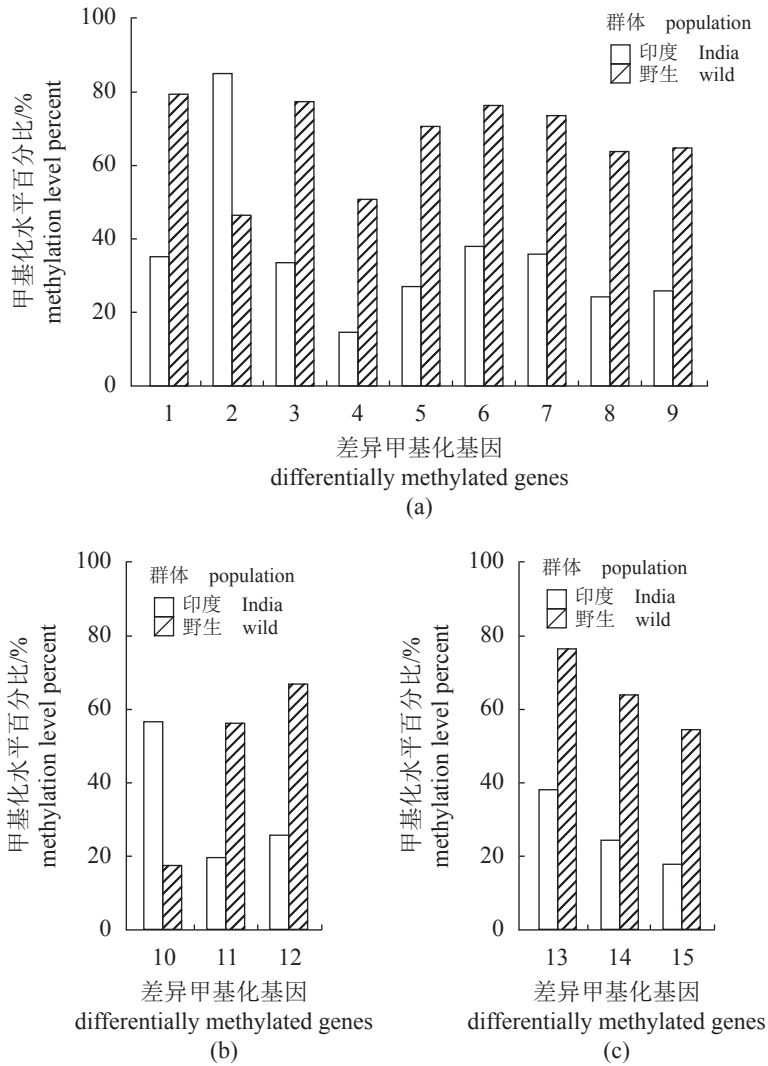 100
80
60
40
20
0
甲基化水平百分比/%
methylation level percent
群体 population
印度 India
野生 wild
1 2 3 4 5 6 7 8 9
差异甲基化基因
differentially methylated genes
(a)
100
80
60
40
20
0
甲基化水平百分比/%
methylation level percent
群体 population
印度 India
野生 wild
10 11 12
差异甲基化基因
differentially methylated genes
(b)
100
80
60
40
20
0
甲基化水平百分比/%
methylation level percent
群体 population
印度 India
野生 wild
13 14 15
差异甲基化基因
differentially methylated genes
(c)